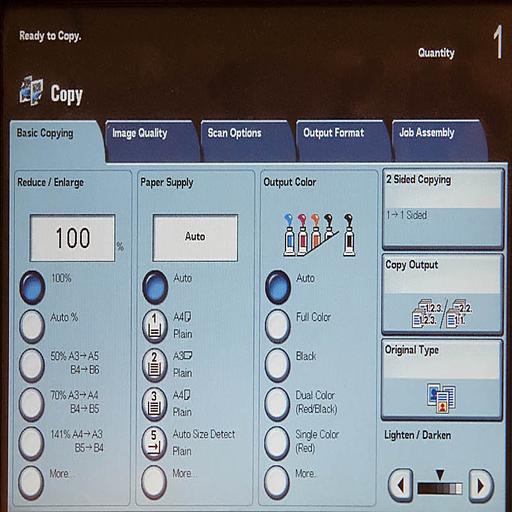 Ready to Copy.
Quantity 1
Copy
Basic Copying
Image Quality
Scan Options
Output Format
Job Assembly
Reduce / Enlarge
100 %
100%
Auto %
50% A3→A5
B4→B6
70% A3→A4
B4→B5
141% A4→A3
B5→B4
More...
Paper Supply
Auto
Auto
1 A4
Plain
2 A3
Plain
3 A4
Plain
5 Auto Size Detect
Plain
More...
Output Color
Auto
Full Color
Black
Dual Color
(Red/Black)
Single Color
(Red)
More...
2 Sided Copying
1→1 Sided
Copy Output
Original Type
Lighten / Darken